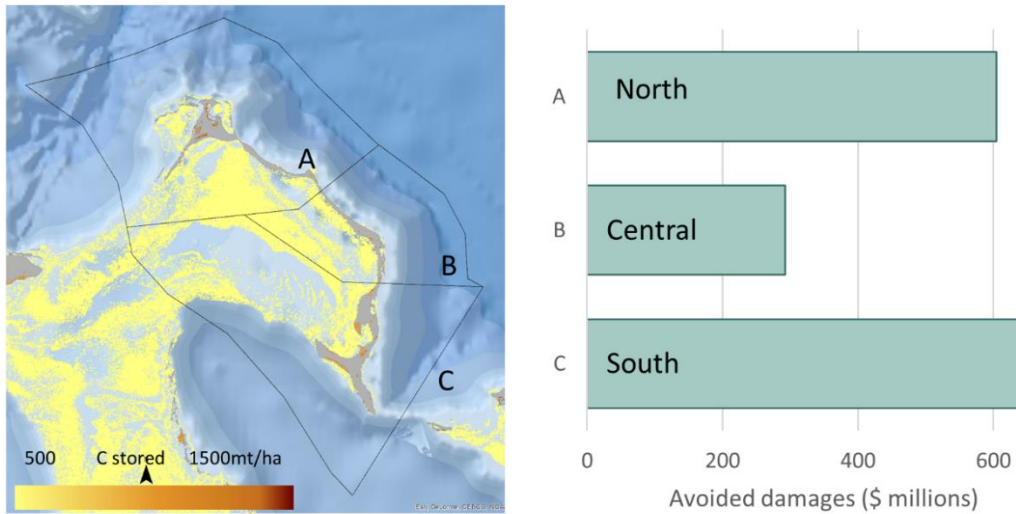 A
B
C
500 C stored 1500mt/ha
A North
B Central
C South
0 200 400 600
Avoided damages ($ millions)